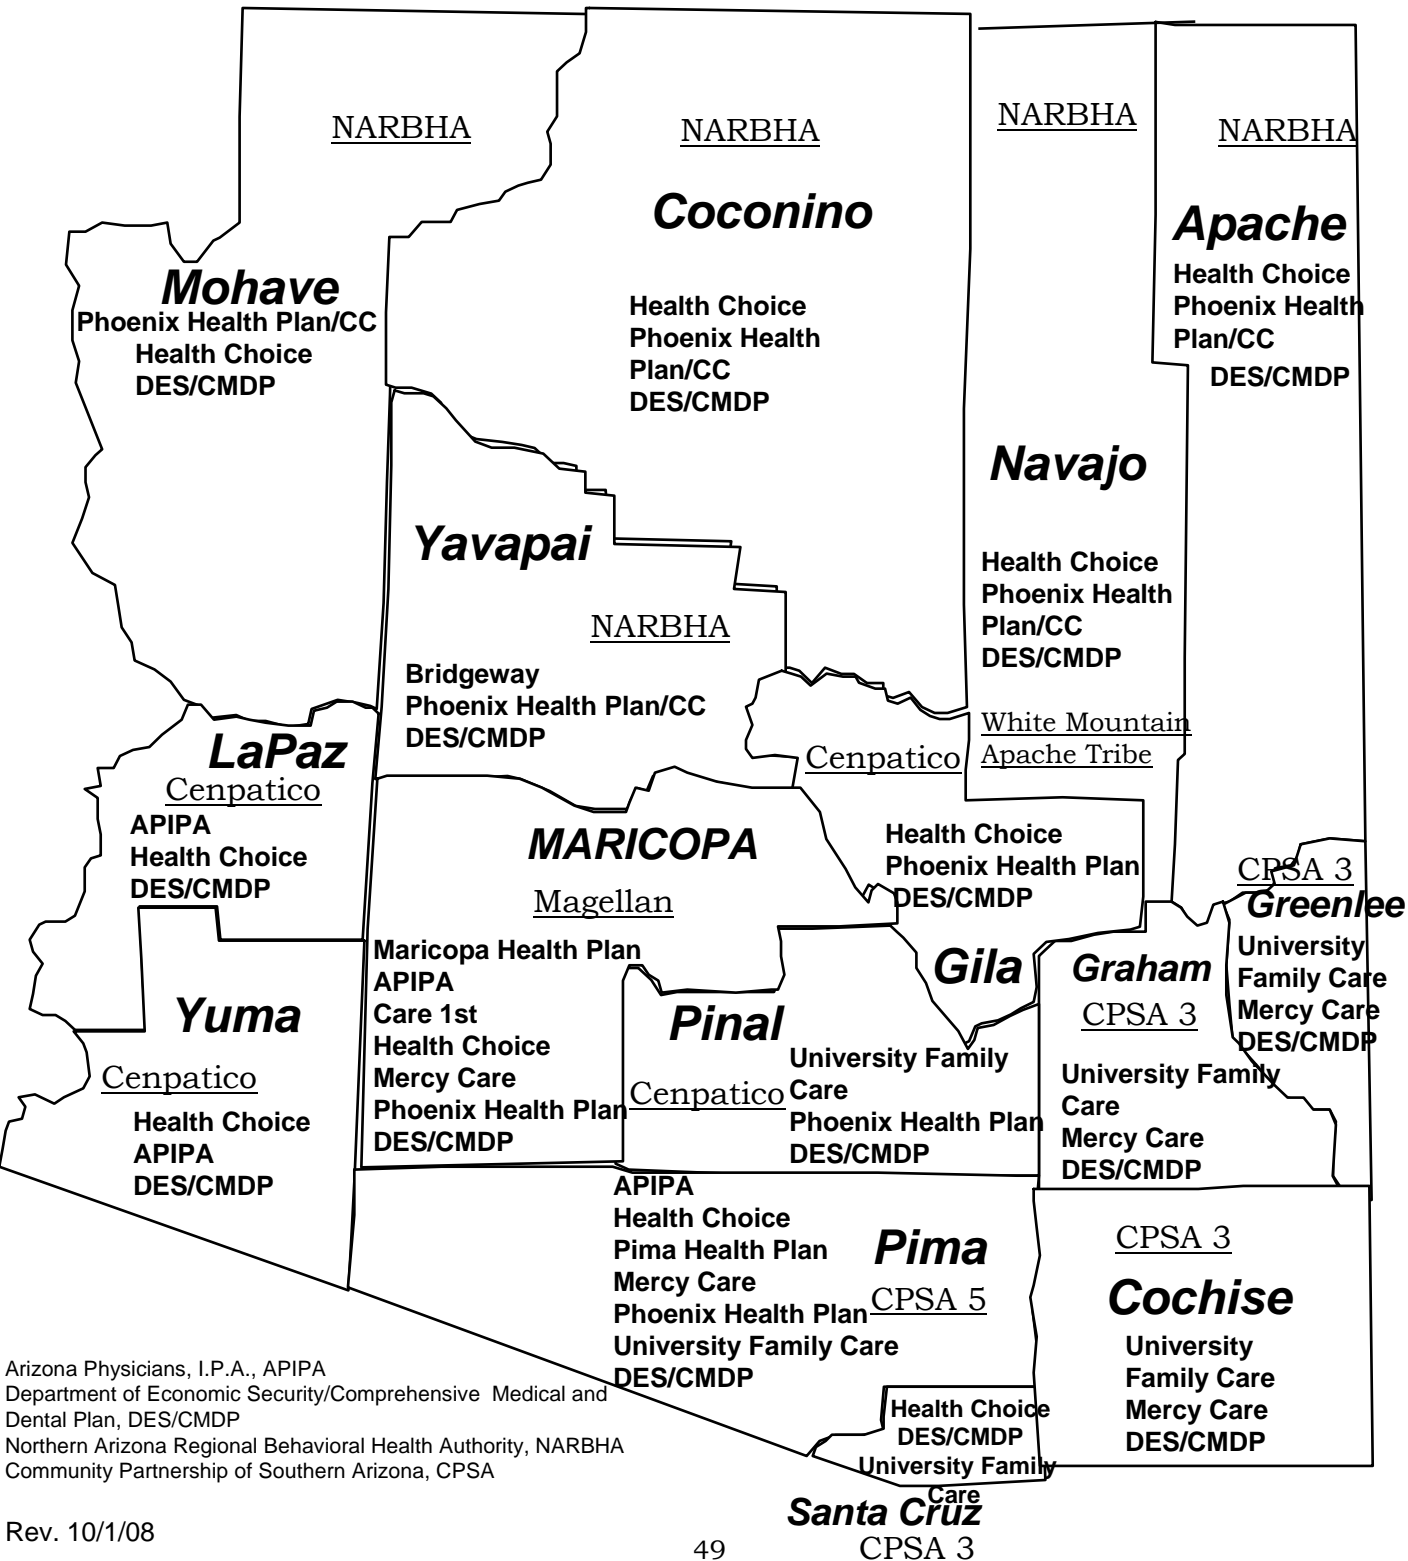 NARBHA
NARBHA
NARBHA
NARBHA
Coconino
Apache
Mohave
Phoenix Health Plan/CC
Health Choice
DES/CMDP
Health Choice
Phoenix Health
Plan/CC
DES/CMDP
Health Choice
Phoenix Health
Plan/CC
DES/CMDP
Navajo
Health Choice
Phoenix Health
Plan/CC
DES/CMDP
White Mountain
Apache Tribe
Yavapai
NARBHA
Bridgeway
Phoenix Health Plan/CC
DES/CMDP
LaPaz
Cenpatico
APIPA
Health Choice
DES/CMDP
Cenpatico
Health Choice
Phoenix Health Plan
DES/CMDP
Gila
MARICOPA
Magellan
Maricopa Health Plan
APIPA
Care 1st
Health Choice
Mercy Care
Phoenix Health Plan
DES/CMDP
CPSA 3
Greenlee
University
Family Care
Mercy Care
DES/CMDP
Graham
CPSA 3
University Family
Care
Mercy Care
DES/CMDP
Yuma
Cenpatico
Health Choice
APIPA
DES/CMDP
Pinal
Cenpatico
University Family
Care
Phoenix Health Plan
DES/CMDP
APIPA
Health Choice
Pima Health Plan
Mercy Care
Phoenix Health Plan
University Family Care
DES/CMDP
Pima
CPSA 5
CPSA 3
Cochise
University
Family Care
Mercy Care
DES/CMDP
Health Choice
DES/CMDP
University Family
Care
Santa Cruz
CPSA 3
Arizona Physicians, I.P.A., APIPA
Department of Economic Security/Comprehensive Medical and
Dental Plan, DES/CMDP
Northern Arizona Regional Behavioral Health Authority, NARBHA
Community Partnership of Southern Arizona, CPSA
Rev. 10/1/08
49